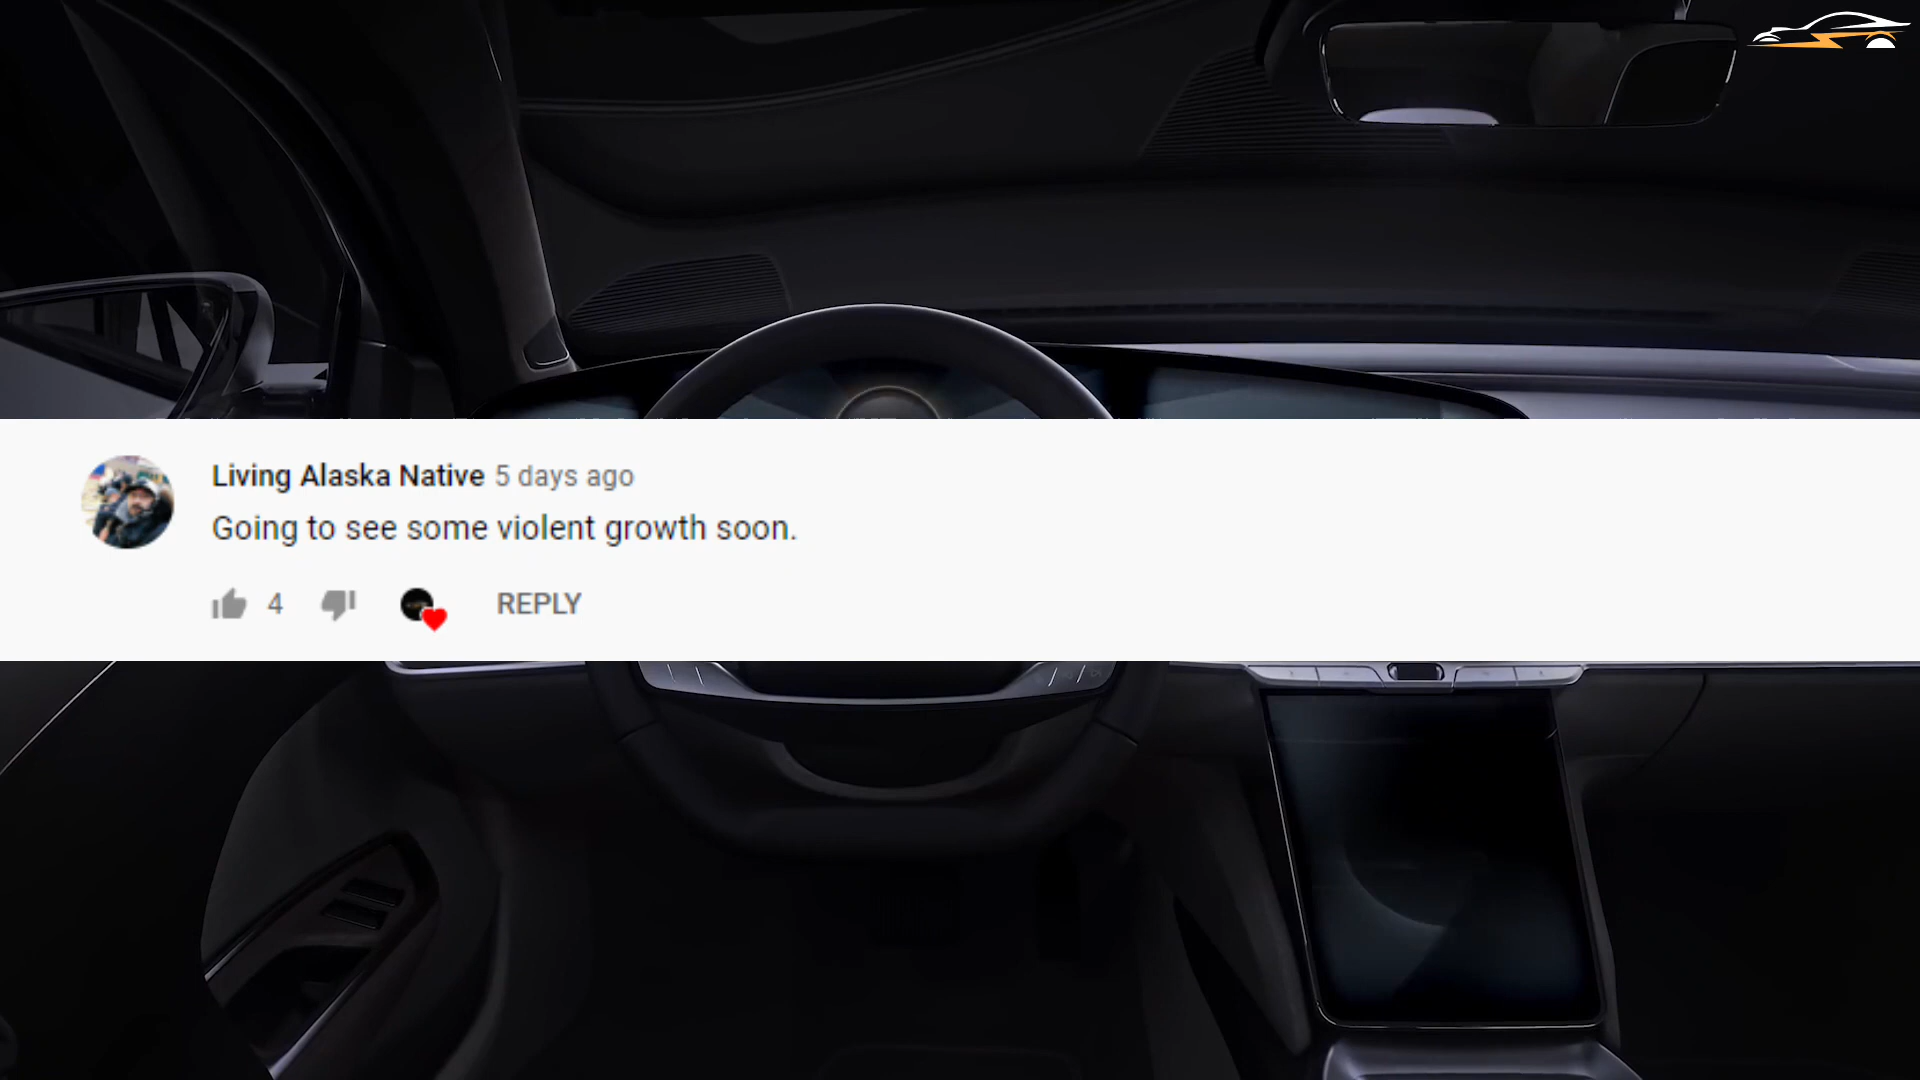 Living Alaska Native 5 days ago
Going to see some violent growth soon.
4 REPLY